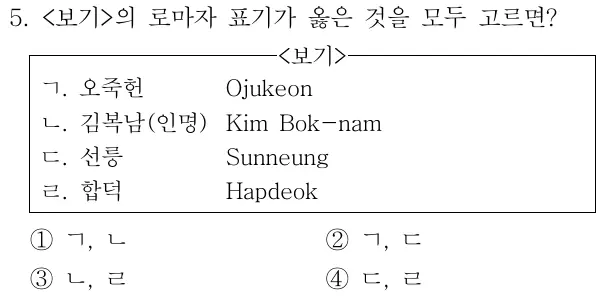 5. <보기>의 로마자 표기가 옳은 것을 모두 고르면?
<보기>
ㄱ. 오죽헌 Ojukeon
ㄴ. 김복남(인명) Kim Bok-nam
ㄷ. 선릉 Sunneung
ㄹ. 합덕 Hapdeok
① ㄱ, ㄴ ② ㄱ, ㄷ
③ ㄴ, ㄹ ④ ㄷ, ㄹ